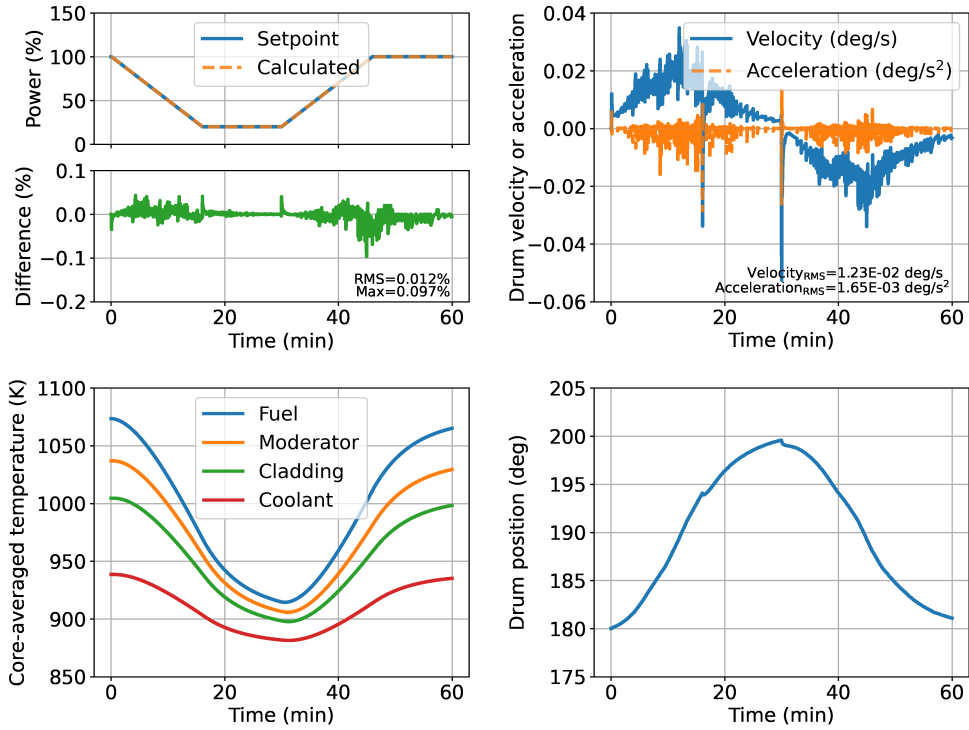 150
100
50
0
Power (%)
Setpoint
Calculated
0.1
0.0
−0.1
−0.2
Difference (%)
RMS=0.012%
Max=0.097%
0
20
40
60
Time (min)
0.04
0.02
0.00
−0.02
−0.04
−0.06
Drum velocity or acceleration
Velocity (deg/s)
Acceleration (deg/s²)
Velocity_RMS=1.23E-02 deg/s
Acceleration_RMS=1.65E-03 deg/s²
0
20
40
60
Time (min)
1100
1050
1000
950
900
850
Core-averaged temperature (K)
Fuel
Moderator
Cladding
Coolant
0
20
40
60
Time (min)
205
200
195
190
185
180
175
Drum position (deg)
0
20
40
60
Time (min)